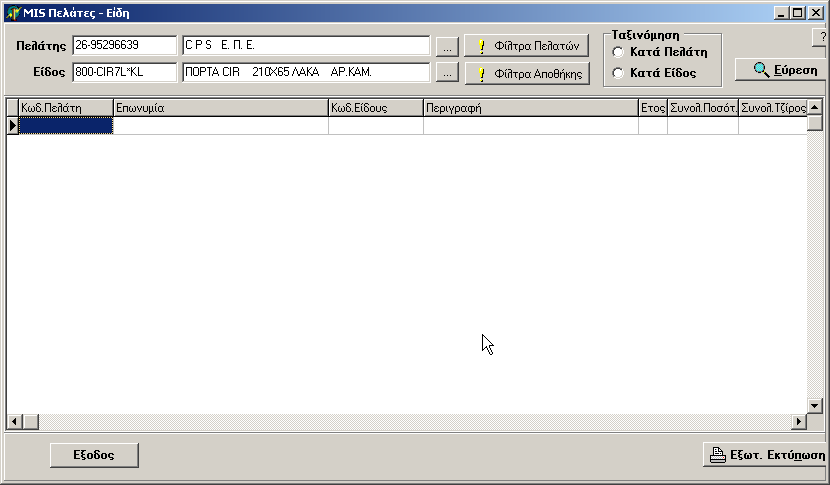 MIS Πελάτες - Είδη
Πελάτης 26-95296639 C P S Ε. Π. Ε. ... Φίλτρα Πελατών
Είδος 800-CIR7L*KL ΠΟΡΤΑ CIR 210Χ65 ΛΑΚΑ ΑΡ.ΚΑΜ. ... Φίλτρα Αποθήκης
Ταξινόμηση
Κατά Πελάτη
Κατά Είδος
?
Εύρεση
Κωδ.Πελάτη Επωνυμία Κωδ.Είδους Περιγραφή Ετος Συνολ.Ποσότ. Συνολ.Τζίρος
Εξοδος
Εξωτ. Εκτύπωση